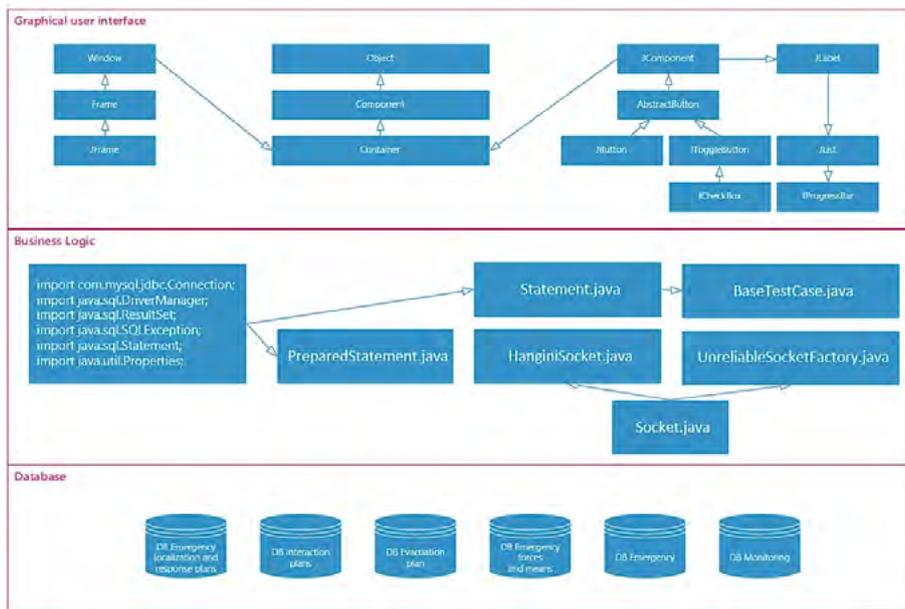 Graphical user interface
Window
Object
JComponent
JLabel
Frame
Component
AbstractButton
JFrame
Container
JButton
JToggleButton
JList
JCheckBox
JProgressBar
Business Logic
import com.mysql.jdbc.Connection;
import java.sql.DriverManager;
import java.sql.ResultSet;
import java.sql.SQLException;
import java.sql.Statement;
import java.util.Properties;
Statement.java
BaseTestCase.java
PreparedStatement.java
HanginiSocket.java
UnreliableSocketFactory.java
Socket.java
Database
DB Emergency
localization and
response plans
DB Interaction
plans
DB Evacuation
plan
DB Emergency
forces
and means
DB Emergency
DB Monitoring